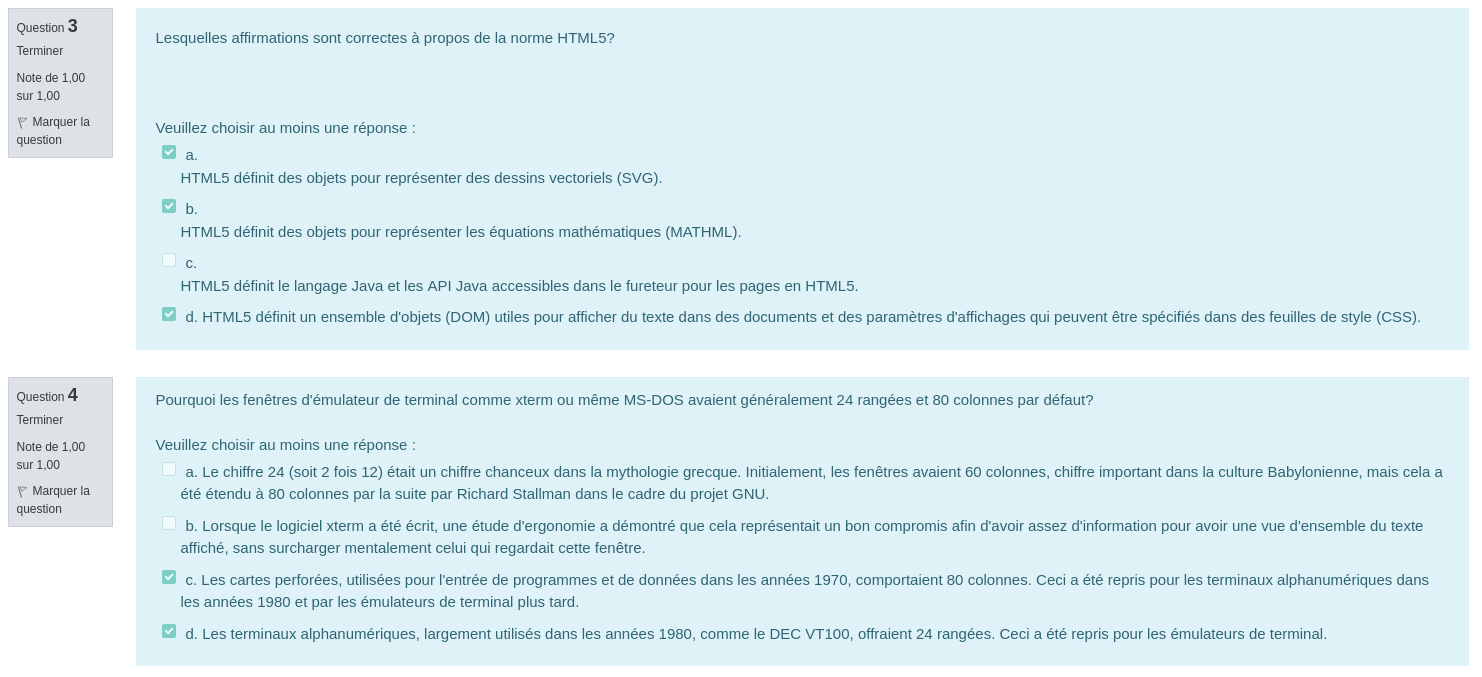 Question 3
Terminer
Note de 1,00
sur 1,00
Marquer la
question
Lesquelles affirmations sont correctes à propos de la norme HTML5?
Veuillez choisir au moins une réponse :
a.
HTML5 définit des objets pour représenter des dessins vectoriels (SVG).
b.
HTML5 définit des objets pour représenter les équations mathématiques (MATHML).
c.
HTML5 définit le langage Java et les API Java accessibles dans le fureteur pour les pages en HTML5.
d. HTML5 définit un ensemble d'objets (DOM) utiles pour afficher du texte dans des documents et des paramètres d'affichages qui peuvent être spécifiés dans des feuilles de style (CSS).
Question 4
Terminer
Note de 1,00
sur 1,00
Marquer la
question
Pourquoi les fenêtres d'émulateur de terminal comme xterm ou même MS-DOS avaient généralement 24 rangées et 80 colonnes par défaut?
Veuillez choisir au moins une réponse :
a. Le chiffre 24 (soit 2 fois 12) était un chiffre chanceux dans la mythologie grecque. Initialement, les fenêtres avaient 60 colonnes, chiffre important dans la culture Babylonienne, mais cela a
été étendu à 80 colonnes par la suite par Richard Stallman dans le cadre du projet GNU.
b. Lorsque le logiciel xterm a été écrit, une étude d'ergonomie a démontré que cela représentait un bon compromis afin d'avoir assez d'information pour avoir une vue d'ensemble du texte
affiché, sans surcharger mentalement celui qui regardait cette fenêtre.
c. Les cartes perforées, utilisées pour l'entrée de programmes et de données dans les années 1970, comportaient 80 colonnes. Ceci a été repris pour les terminaux alphanumériques dans
les années 1980 et par les émulateurs de terminal plus tard.
d. Les terminaux alphanumériques, largement utilisés dans les années 1980, comme le DEC VT100, offraient 24 rangées. Ceci a été repris pour les émulateurs de terminal.